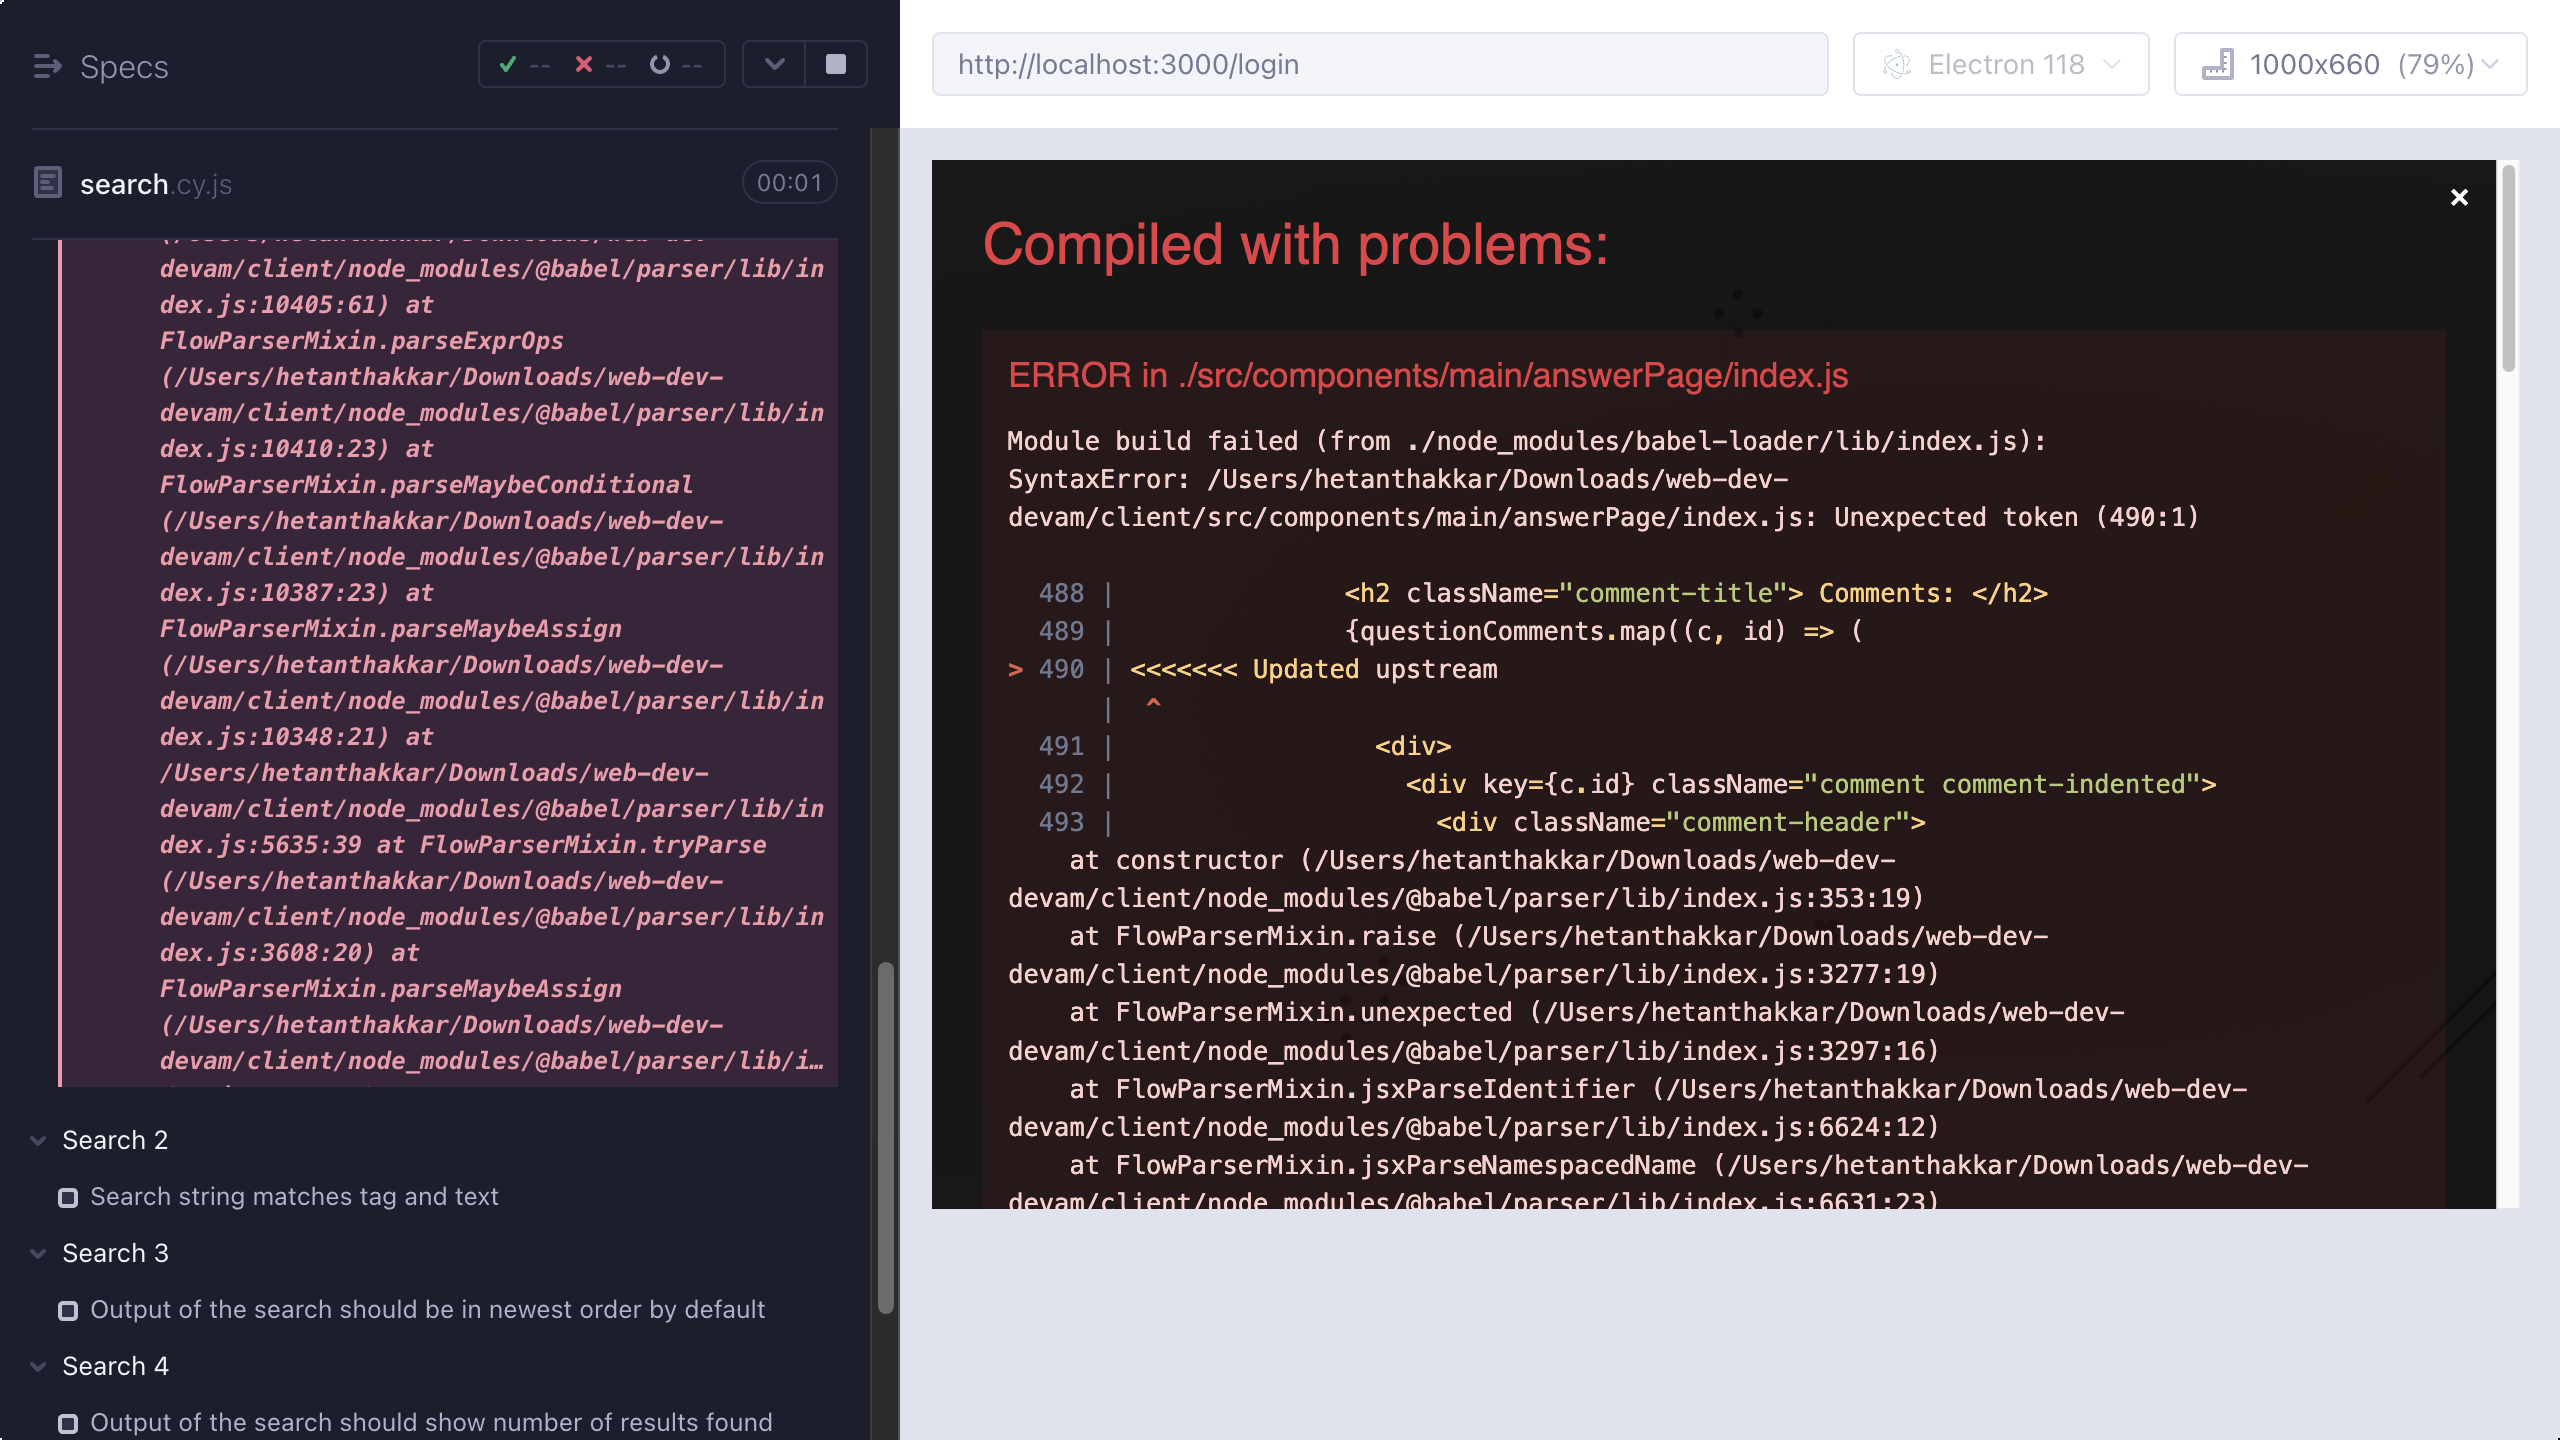 Specs
-- -- --
search.cy.js
00:01
devam/client/node_modules/@babel/parser/lib/in
dex.js:10405:61) at
FlowParserMixin.parseExprOps
(/Users/hetanthakkar/Downloads/web-dev-
devam/client/node_modules/@babel/parser/lib/in
dex.js:10410:23) at
FlowParserMixin.parseMaybeConditional
(/Users/hetanthakkar/Downloads/web-dev-
devam/client/node_modules/@babel/parser/lib/in
dex.js:10387:23) at
FlowParserMixin.parseMaybeAssign
(/Users/hetanthakkar/Downloads/web-dev-
devam/client/node_modules/@babel/parser/lib/in
dex.js:10348:21) at
/Users/hetanthakkar/Downloads/web-dev-
devam/client/node_modules/@babel/parser/lib/in
dex.js:5635:39 at FlowParserMixin.tryParse
(/Users/hetanthakkar/Downloads/web-dev-
devam/client/node_modules/@babel/parser/lib/in
dex.js:3608:20) at
FlowParserMixin.parseMaybeAssign
(/Users/hetanthakkar/Downloads/web-dev-
devam/client/node_modules/@babel/parser/lib/i…
Search 2
Search string matches tag and text
Search 3
Output of the search should be in newest order by default
Search 4
Output of the search should show number of results found
http://localhost:3000/login
Electron 118
1000x660 (79%)
Compiled with problems:
ERROR in ./src/components/main/answerPage/index.js
Module build failed (from ./node_modules/babel-loader/lib/index.js):
SyntaxError: /Users/hetanthakkar/Downloads/web-dev-
devam/client/src/components/main/answerPage/index.js: Unexpected token (490:1)
488 | <h2 className="comment-title"> Comments: </h2>
489 | {questionComments.map((c, id) => (
> 490 | <<<<<<< Updated upstream
| ^
491 | <div>
492 | <div key={c.id} className="comment comment-indented">
493 | <div className="comment-header">
at constructor (/Users/hetanthakkar/Downloads/web-dev-
devam/client/node_modules/@babel/parser/lib/index.js:353:19)
at FlowParserMixin.raise (/Users/hetanthakkar/Downloads/web-dev-
devam/client/node_modules/@babel/parser/lib/index.js:3277:19)
at FlowParserMixin.unexpected (/Users/hetanthakkar/Downloads/web-dev-
devam/client/node_modules/@babel/parser/lib/index.js:3297:16)
at FlowParserMixin.jsxParseIdentifier (/Users/hetanthakkar/Downloads/web-dev-
devam/client/node_modules/@babel/parser/lib/index.js:6624:12)
at FlowParserMixin.jsxParseNamespacedName (/Users/hetanthakkar/Downloads/web-dev-
devam/client/node_modules/@babel/parser/lib/index.js:6631:23)